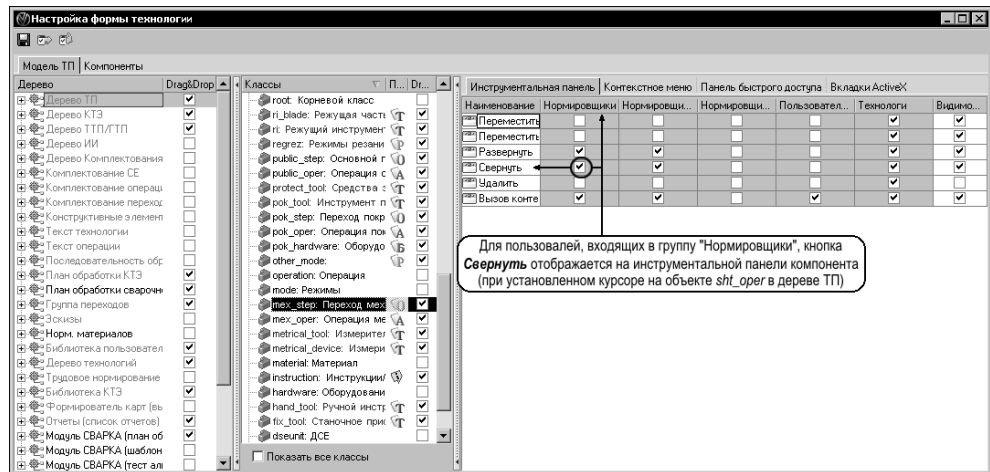 Настройка формы технологии
Модель ТП Компоненты
Дерево Drag&Drop
Дерево ТП
Дерево КТЭ
Дерево ТТП/ГТП
Дерево ИИ
Дерево Комплектования
Комплектование СЕ
Комплектование операци
Комплектование переход
Конструктивные элемент
Текст технологии
Текст операции
Последовательность обр
План обработки КТЭ
План обработки сварочн
Группа переходов
Эскизы
Норм. материалов
Библиотека пользовател
Дерево технологий
Трудовое нормирование
Библиотека КТЭ
Формирователь карт (вь
Отчеты (список отчетов)
Модуль СВАРКА (план об
Модуль СВАРКА (шаблон
Модуль СВАРКА (тест ал
Классы П... Dr...
root: Корневой класс
ri_blade: Режущая часть
ri: Режущий инструмент
regrez: Режимы резани
public_step: Основной г
public_oper: Операция с
protect_tool: Средства з
pok_tool: Инструмент п
pok_step: Переход покр
pok_oper: Операция пок
pok_hardware: Оборудо
other_mode:
operation: Операция
mode: Режимы
mex_step: Переход мех
mex_oper: Операция ме
metrical_tool: Измерител
metrical_device: Измери
material: Материал
instruction: Инструкции/
hardware: Оборудовани
hand_tool: Ручной инстр
fix_tool: Станочное прис
dseunit: ДСЕ
Показать все классы
Инструментальная панель Контекстное меню Панель быстрого доступа Вкладки ActiveX
Наименование Нормировщики Нормировщи... Нормировщи... Пользовател... Технологи Видимо...
Переместить
Переместить
Развернуть
Свернуть
Удалить
Вызов конте
Для пользовалей, входящих в группу "Нормировщики", кнопка
Свернуть отображается на инструментальной панели компонента
(при установленном курсоре на объекте sht_oper в дереве ТП)